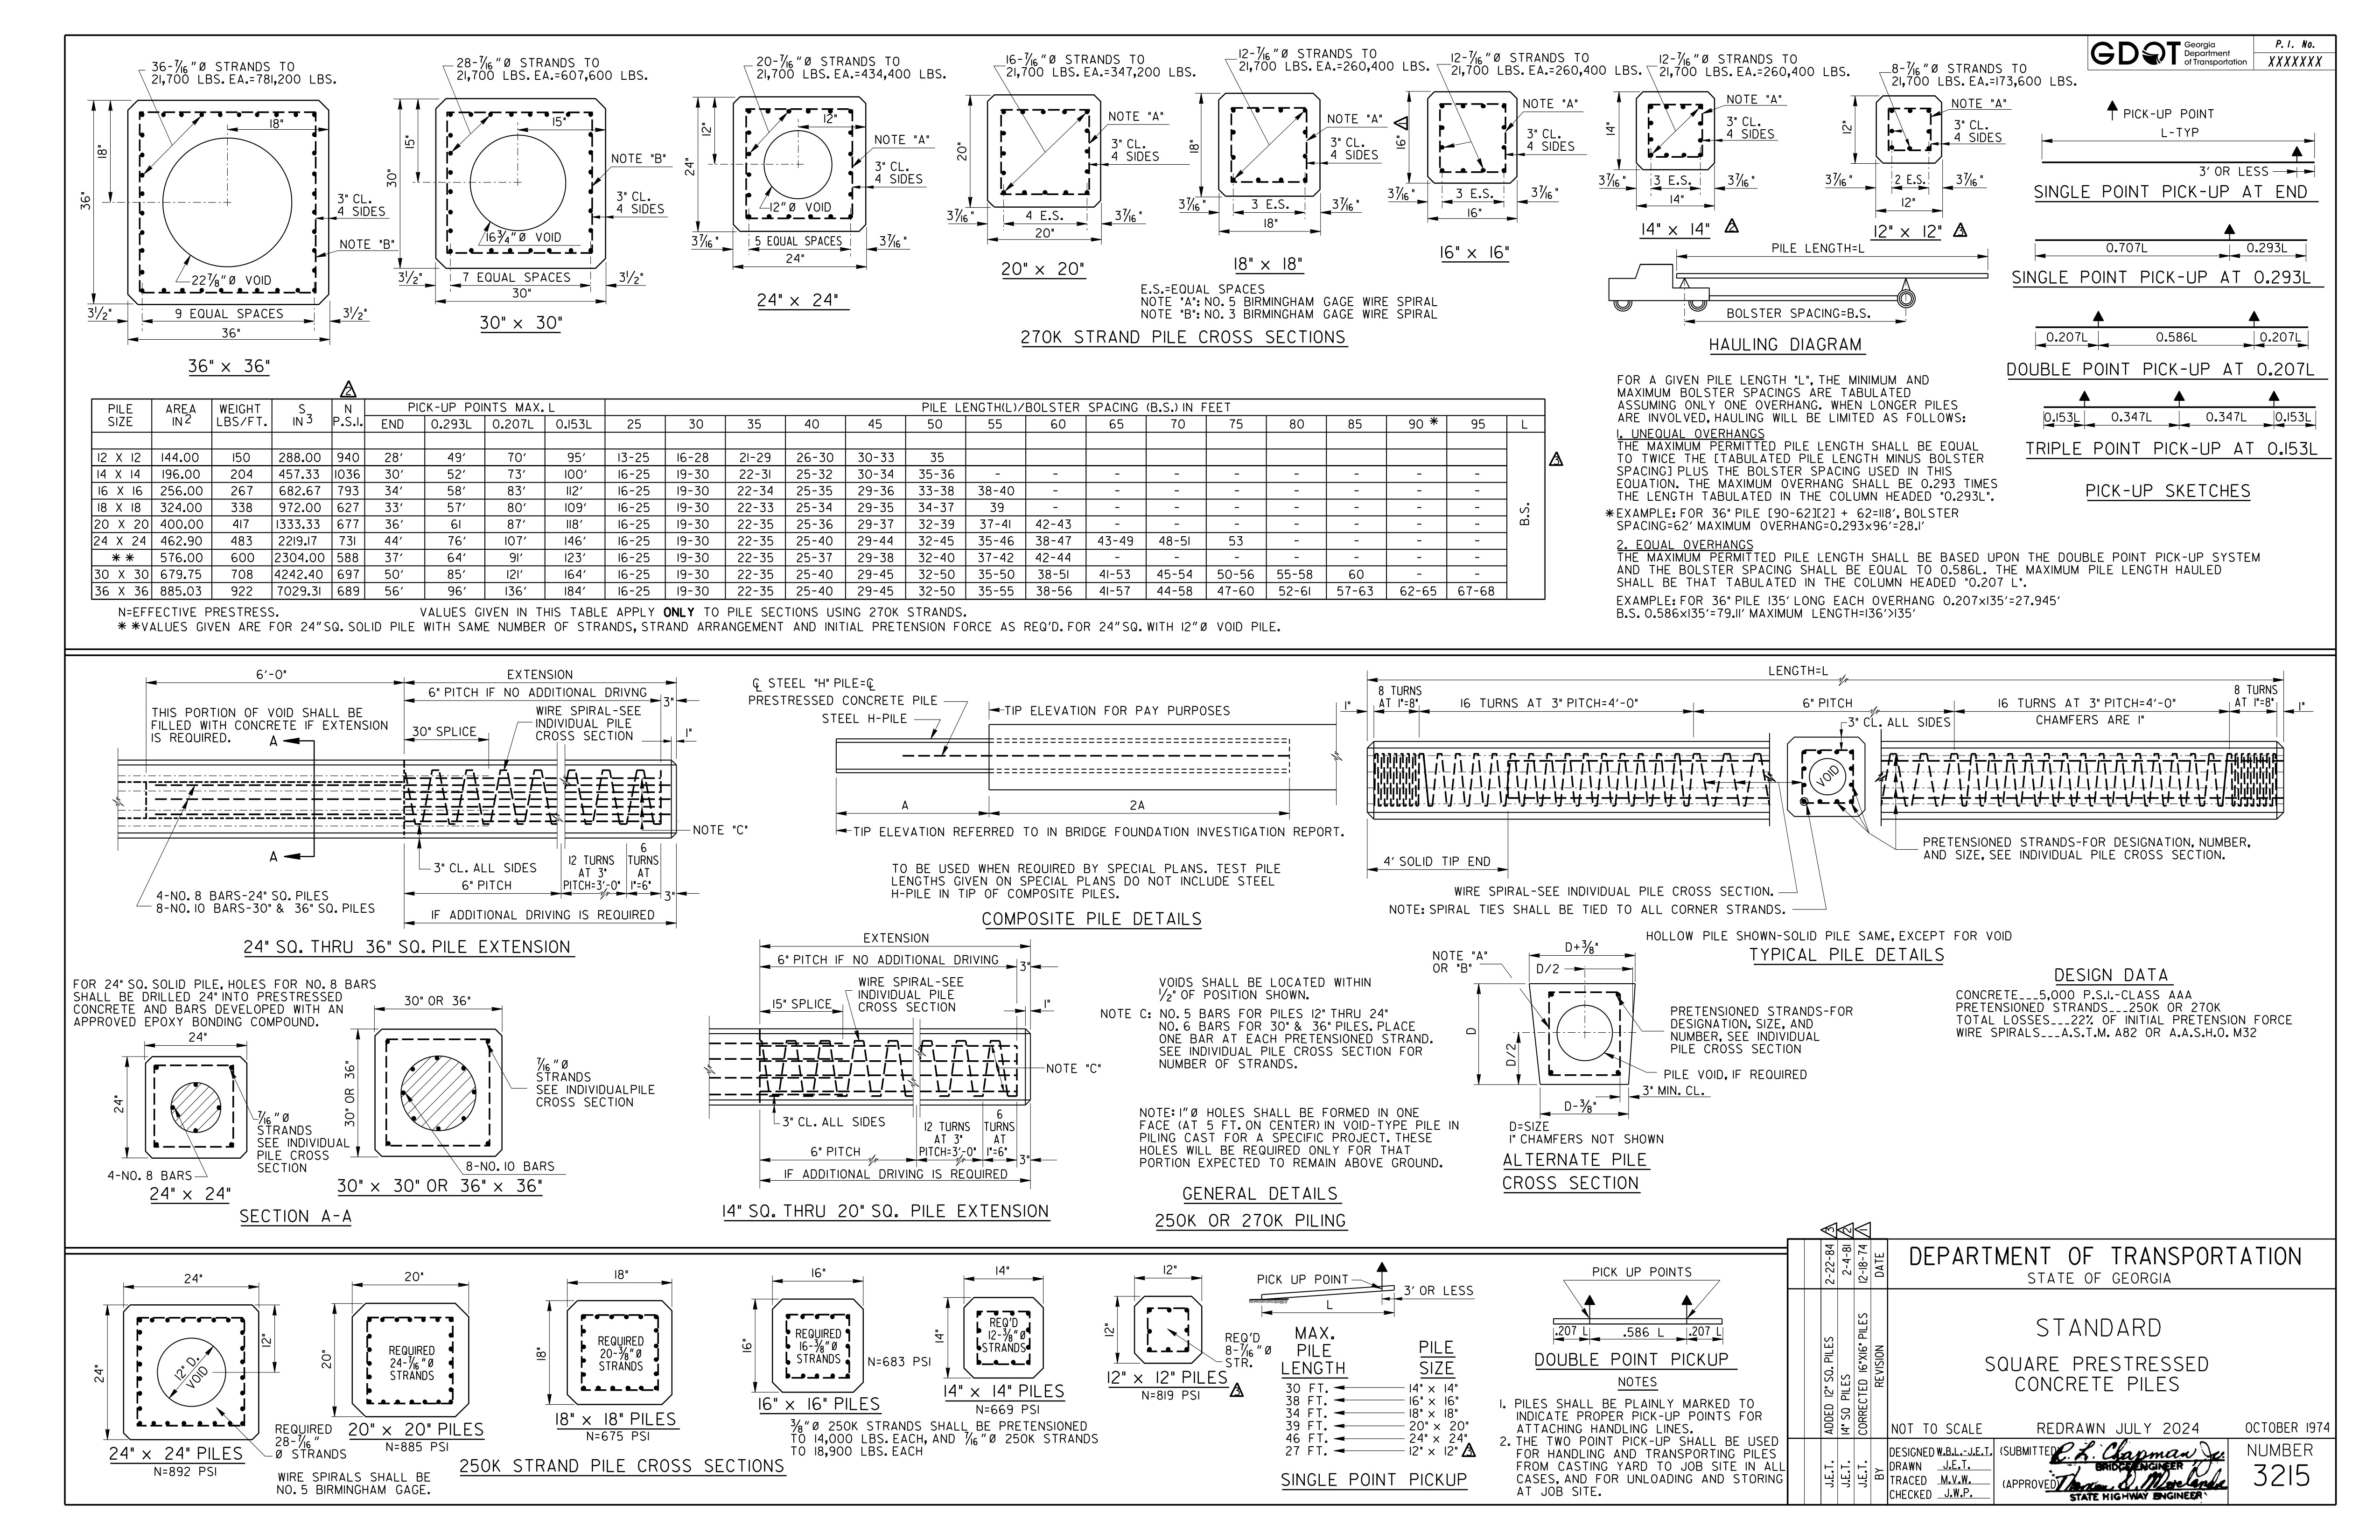 GDOT Georgia
Department
of Transportation
P. I. No.
XXXXXXX
36-7/16"Ø STRANDS TO
21,700 LBS. EA.=781,200 LBS.
18"
18"
36"
3" CL.
4 SIDES
NOTE "B"
22 7/8"Ø VOID
3 1/2"
9 EQUAL SPACES
3 1/2"
36"
36" x 36"
28-7/16"Ø STRANDS TO
21,700 LBS. EA.=607,600 LBS.
15"
15"
30"
NOTE "B"
3" CL.
4 SIDES
16 3/4"Ø VOID
3 1/2"
7 EQUAL SPACES
3 1/2"
30"
30" x 30"
20-7/16"Ø STRANDS TO
21,700 LBS. EA.=434,400 LBS.
12"
12"
24"
NOTE "A"
3" CL.
4 SIDES
12"Ø VOID
3 7/16"
5 EQUAL SPACES
3 7/16"
24"
24" x 24"
16-7/16"Ø STRANDS TO
21,700 LBS. EA.=347,200 LBS.
20"
NOTE "A"
3" CL.
4 SIDES
3 7/16"
4 E.S.
3 7/16"
20"
20" x 20"
12-7/16"Ø STRANDS TO
21,700 LBS. EA.=260,400 LBS.
18"
NOTE "A"
3" CL.
4 SIDES
3 7/16"
3 E.S.
3 7/16"
18"
18" x 18"
12-7/16"Ø STRANDS TO
21,700 LBS. EA.=260,400 LBS.
16"
1
NOTE "A"
3" CL.
4 SIDES
3 7/16"
3 E.S.
3 7/16"
16"
16" x 16"
12-7/16"Ø STRANDS TO
21,700 LBS. EA.=260,400 LBS.
14"
NOTE "A"
3" CL.
4 SIDES
3 7/16"
3 E.S.
3 7/16"
14"
14" x 14" 2
8-7/16"Ø STRANDS TO
21,700 LBS. EA.=173,600 LBS.
12"
NOTE "A"
3" CL.
4 SIDES
3 7/16"
2 E.S.
3 7/16"
12"
12" x 12" 3
E.S.=EQUAL SPACES
NOTE "A": NO. 5 BIRMINGHAM GAGE WIRE SPIRAL
NOTE "B": NO. 3 BIRMINGHAM GAGE WIRE SPIRAL
270K STRAND PILE CROSS SECTIONS
PILE LENGTH=L
BOLSTER SPACING=B.S.
HAULING DIAGRAM
PICK-UP POINT
L-TYP
3' OR LESS
SINGLE POINT PICK-UP AT END
0.707L 0.293L
SINGLE POINT PICK-UP AT 0.293L
0.207L 0.586L 0.207L
DOUBLE POINT PICK-UP AT 0.207L
0.153L 0.347L 0.347L 0.153L
TRIPLE POINT PICK-UP AT 0.153L
PICK-UP SKETCHES
FOR A GIVEN PILE LENGTH "L", THE MINIMUM AND
MAXIMUM BOLSTER SPACINGS ARE TABULATED
ASSUMING ONLY ONE OVERHANG. WHEN LONGER PILES
ARE INVOLVED, HAULING WILL BE LIMITED AS FOLLOWS:
1. UNEQUAL OVERHANGS
THE MAXIMUM PERMITTED PILE LENGTH SHALL BE EQUAL
TO TWICE THE [TABULATED PILE LENGTH MINUS BOLSTER
SPACING] PLUS THE BOLSTER SPACING USED IN THIS
EQUATION. THE MAXIMUM OVERHANG SHALL BE 0.293 TIMES
THE LENGTH TABULATED IN THE COLUMN HEADED "0.293L".
*EXAMPLE: FOR 36" PILE [90-62][2] + 62=118', BOLSTER
SPACING=62' MAXIMUM OVERHANG=0.293x96'=28.1'
2. EQUAL OVERHANGS
THE MAXIMUM PERMITTED PILE LENGTH SHALL BE BASED UPON THE DOUBLE POINT PICK-UP SYSTEM
AND THE BOLSTER SPACING SHALL BE EQUAL TO 0.586L. THE MAXIMUM PILE LENGTH HAULED
SHALL BE THAT TABULATED IN THE COLUMN HEADED "0.207 L".
EXAMPLE: FOR 36" PILE 135' LONG EACH OVERHANG 0.207x135'=27.945'
B.S. 0.586x135'=79.11' MAXIMUM LENGTH=136'>135'
2
PILE SIZE AREA IN2 WEIGHT LBS/FT. S IN3 N P.S.I. PICK-UP POINTS MAX. L PILE LENGTH(L)/BOLSTER SPACING (B.S.) IN FEET
END 0.293L 0.207L 0.153L 25 30 35 40 45 50 55 60 65 70 75 80 85 90 * 95 L
12 X 12 144.00 150 288.00 940 28' 49' 70' 95' 13-25 16-28 21-29 26-30 30-33 35
3
14 X 14 196.00 204 457.33 1036 30' 52' 73' 100' 16-25 19-30 22-31 25-32 30-34 35-36 - - - - - - - - -
16 X 16 256.00 267 682.67 793 34' 58' 83' 112' 16-25 19-30 22-34 25-35 29-36 33-38 38-40 - - - - - - - -
18 X 18 324.00 338 972.00 627 33' 57' 80' 109' 16-25 19-30 22-33 25-34 29-35 34-37 39 - - - - - - - -
20 X 20 400.00 417 1333.33 677 36' 61 87' 118' 16-25 19-30 22-35 25-36 29-37 32-39 37-41 42-43 - - - - - - -
24 X 24 462.90 483 2219.17 731 44' 76' 107' 146' 16-25 19-30 22-35 25-40 29-44 32-45 35-46 38-47 43-49 48-51 53 - - - -
* * 576.00 600 2304.00 588 37' 64' 91' 123' 16-25 19-30 22-35 25-37 29-38 32-40 37-42 42-44 - - - - - - -
30 X 30 679.75 708 4242.40 697 50' 85' 121' 164' 16-25 19-30 22-35 25-40 29-45 32-50 35-50 38-51 41-53 45-54 50-56 55-58 60 - -
36 X 36 885.03 922 7029.31 689 56' 96' 136' 184' 16-25 19-30 22-35 25-40 29-45 32-50 35-55 38-56 41-57 44-58 47-60 52-61 57-63 62-65 67-68
B.S.
N=EFFECTIVE PRESTRESS. VALUES GIVEN IN THIS TABLE APPLY ONLY TO PILE SECTIONS USING 270K STRANDS.
* *VALUES GIVEN ARE FOR 24"SQ. SOLID PILE WITH SAME NUMBER OF STRANDS, STRAND ARRANGEMENT AND INITIAL PRETENSION FORCE AS REQ'D. FOR 24"SQ. WITH 12"Ø VOID PILE.
6'-0"
EXTENSION
6" PITCH IF NO ADDITIONAL DRIVNG
3"
THIS PORTION OF VOID SHALL BE
FILLED WITH CONCRETE IF EXTENSION
IS REQUIRED.
A
30" SPLICE
WIRE SPIRAL-SEE
INDIVIDUAL PILE
CROSS SECTION
1"
NOTE "C"
A
3" CL. ALL SIDES
6" PITCH
12 TURNS
AT 3"
PITCH=3'-0"
6
TURNS
AT
1"=6"
3"
4-NO. 8 BARS-24" SQ. PILES
8-NO. 10 BARS-30" & 36" SQ. PILES
IF ADDITIONAL DRIVING IS REQUIRED
24" SQ. THRU 36" SQ. PILE EXTENSION
℄ STEEL "H" PILE=℄
PRESTRESSED CONCRETE PILE
STEEL H-PILE
TIP ELEVATION FOR PAY PURPOSES
A
2A
TIP ELEVATION REFERRED TO IN BRIDGE FOUNDATION INVESTIGATION REPORT.
TO BE USED WHEN REQUIRED BY SPECIAL PLANS. TEST PILE
LENGTHS GIVEN ON SPECIAL PLANS DO NOT INCLUDE STEEL
H-PILE IN TIP OF COMPOSITE PILES.
COMPOSITE PILE DETAILS
LENGTH=L
1"
8 TURNS
AT 1"=8"
16 TURNS AT 3" PITCH=4'-0"
6" PITCH
16 TURNS AT 3" PITCH=4'-0"
8 TURNS
AT 1"=8"
1"
3" CL. ALL SIDES
CHAMFERS ARE 1"
VOID
4' SOLID TIP END
PRETENSIONED STRANDS-FOR DESIGNATION, NUMBER,
AND SIZE, SEE INDIVIDUAL PILE CROSS SECTION.
WIRE SPIRAL-SEE INDIVIDUAL PILE CROSS SECTION.
NOTE: SPIRAL TIES SHALL BE TIED TO ALL CORNER STRANDS.
HOLLOW PILE SHOWN-SOLID PILE SAME, EXCEPT FOR VOID
TYPICAL PILE DETAILS
FOR 24" SQ. SOLID PILE, HOLES FOR NO. 8 BARS
SHALL BE DRILLED 24" INTO PRESTRESSED
CONCRETE AND BARS DEVELOPED WITH AN
APPROVED EPOXY BONDING COMPOUND.
24"
24"
7/16"Ø
STRANDS
SEE INDIVIDUAL
PILE CROSS
SECTION
4-NO. 8 BARS
24" x 24"
30" OR 36"
30" OR 36"
7/16"Ø
STRANDS
SEE INDIVIDUALPILE
CROSS SECTION
8-NO. 10 BARS
30" x 30" OR 36" x 36"
SECTION A-A
EXTENSION
6" PITCH IF NO ADDITIONAL DRIVING
3"
15" SPLICE
WIRE SPIRAL-SEE
INDIVIDUAL PILE
CROSS SECTION
1"
NOTE "C"
3" CL. ALL SIDES
6" PITCH
12 TURNS
AT 3"
PITCH=3'-0"
6
TURNS
AT
1"=6"
3"
IF ADDITIONAL DRIVING IS REQUIRED
14" SQ. THRU 20" SQ. PILE EXTENSION
VOIDS SHALL BE LOCATED WITHIN
1/2" OF POSITION SHOWN.
NOTE C: NO. 5 BARS FOR PILES 12" THRU 24"
NO. 6 BARS FOR 30" & 36" PILES. PLACE
ONE BAR AT EACH PRETENSIONED STRAND.
SEE INDIVIDUAL PILE CROSS SECTION FOR
NUMBER OF STRANDS.
NOTE: 1"Ø HOLES SHALL BE FORMED IN ONE
FACE (AT 5 FT. ON CENTER) IN VOID-TYPE PILE IN
PILING CAST FOR A SPECIFIC PROJECT. THESE
HOLES WILL BE REQUIRED ONLY FOR THAT
PORTION EXPECTED TO REMAIN ABOVE GROUND.
GENERAL DETAILS
250K OR 270K PILING
NOTE "A"
OR "B"
D+3/8"
D/2
D
D/2
PRETENSIONED STRANDS-FOR
DESIGNATION, SIZE, AND
NUMBER, SEE INDIVIDUAL
PILE CROSS SECTION
PILE VOID, IF REQUIRED
3" MIN. CL.
D-3/8"
D=SIZE
1" CHAMFERS NOT SHOWN
ALTERNATE PILE
CROSS SECTION
DESIGN DATA
CONCRETE___5,000 P.S.I.-CLASS AAA
PRETENSIONED STRANDS___250K OR 270K
TOTAL LOSSES___22% OF INITIAL PRETENSION FORCE
WIRE SPIRALS___A.S.T.M. A82 OR A.A.S.H.O. M32
24"
24"
12"
12" D.
VOID
REQUIRED
28-7/16"
Ø STRANDS
24" x 24" PILES
N=892 PSI
WIRE SPIRALS SHALL BE
NO. 5 BIRMINGHAM GAGE.
20"
20"
REQUIRED
24-7/16"Ø
STRANDS
20" x 20" PILES
N=885 PSI
18"
18"
REQUIRED
20-3/8"Ø
STRANDS
18" x 18" PILES
N=675 PSI
16"
16"
REQUIRED
16-3/8"Ø
STRANDS
N=683 PSI
16" x 16" PILES
14"
14"
REQ'D
12-3/8"Ø
STRANDS
14" x 14" PILES
N=669 PSI
12"
12"
REQ'D
8-7/16"Ø
STR.
12" x 12" PILES 3
N=819 PSI
3/8"Ø 250K STRANDS SHALL BE PRETENSIONED
TO 14,000 LBS. EACH, AND 7/16"Ø 250K STRANDS
TO 18,900 LBS. EACH
250K STRAND PILE CROSS SECTIONS
PICK UP POINT
3' OR LESS
L
MAX.
PILE
LENGTH
PILE
SIZE
30 FT. 14" x 14"
38 FT. 16" x 16"
34 FT. 18" x 18"
39 FT. 20" x 20"
46 FT. 24" x 24"
27 FT. 12" x 12" 3
SINGLE POINT PICKUP
PICK UP POINTS
.207 L .586 L .207 L
DOUBLE POINT PICKUP
NOTES
1. PILES SHALL BE PLAINLY MARKED TO
INDICATE PROPER PICK-UP POINTS FOR
ATTACHING HANDLING LINES.
2. THE TWO POINT PICK-UP SHALL BE USED
FOR HANDLING AND TRANSPORTING PILES
FROM CASTING YARD TO JOB SITE IN ALL
CASES, AND FOR UNLOADING AND STORING
AT JOB SITE.
3 2 1
2-22-84 ADDED 12" SQ. PILES J.E.T.
2-4-81 14" SQ PILES J.E.T.
12-18-74 CORRECTED 16"X16" PILES J.E.T.
DATE REVISION BY
DEPARTMENT OF TRANSPORTATION
STATE OF GEORGIA
STANDARD
SQUARE PRESTRESSED
CONCRETE PILES
NOT TO SCALE REDRAWN JULY 2024 OCTOBER 1974
DESIGNED W.B.L.-J.E.T.
DRAWN J.E.T.
TRACED M.V.W.
CHECKED J.W.P.
(SUBMITTED) R. L. Chapman, Jr.
BRIDGE ENGINEER
(APPROVED)
STATE HIGHWAY ENGINEER
NUMBER
3215